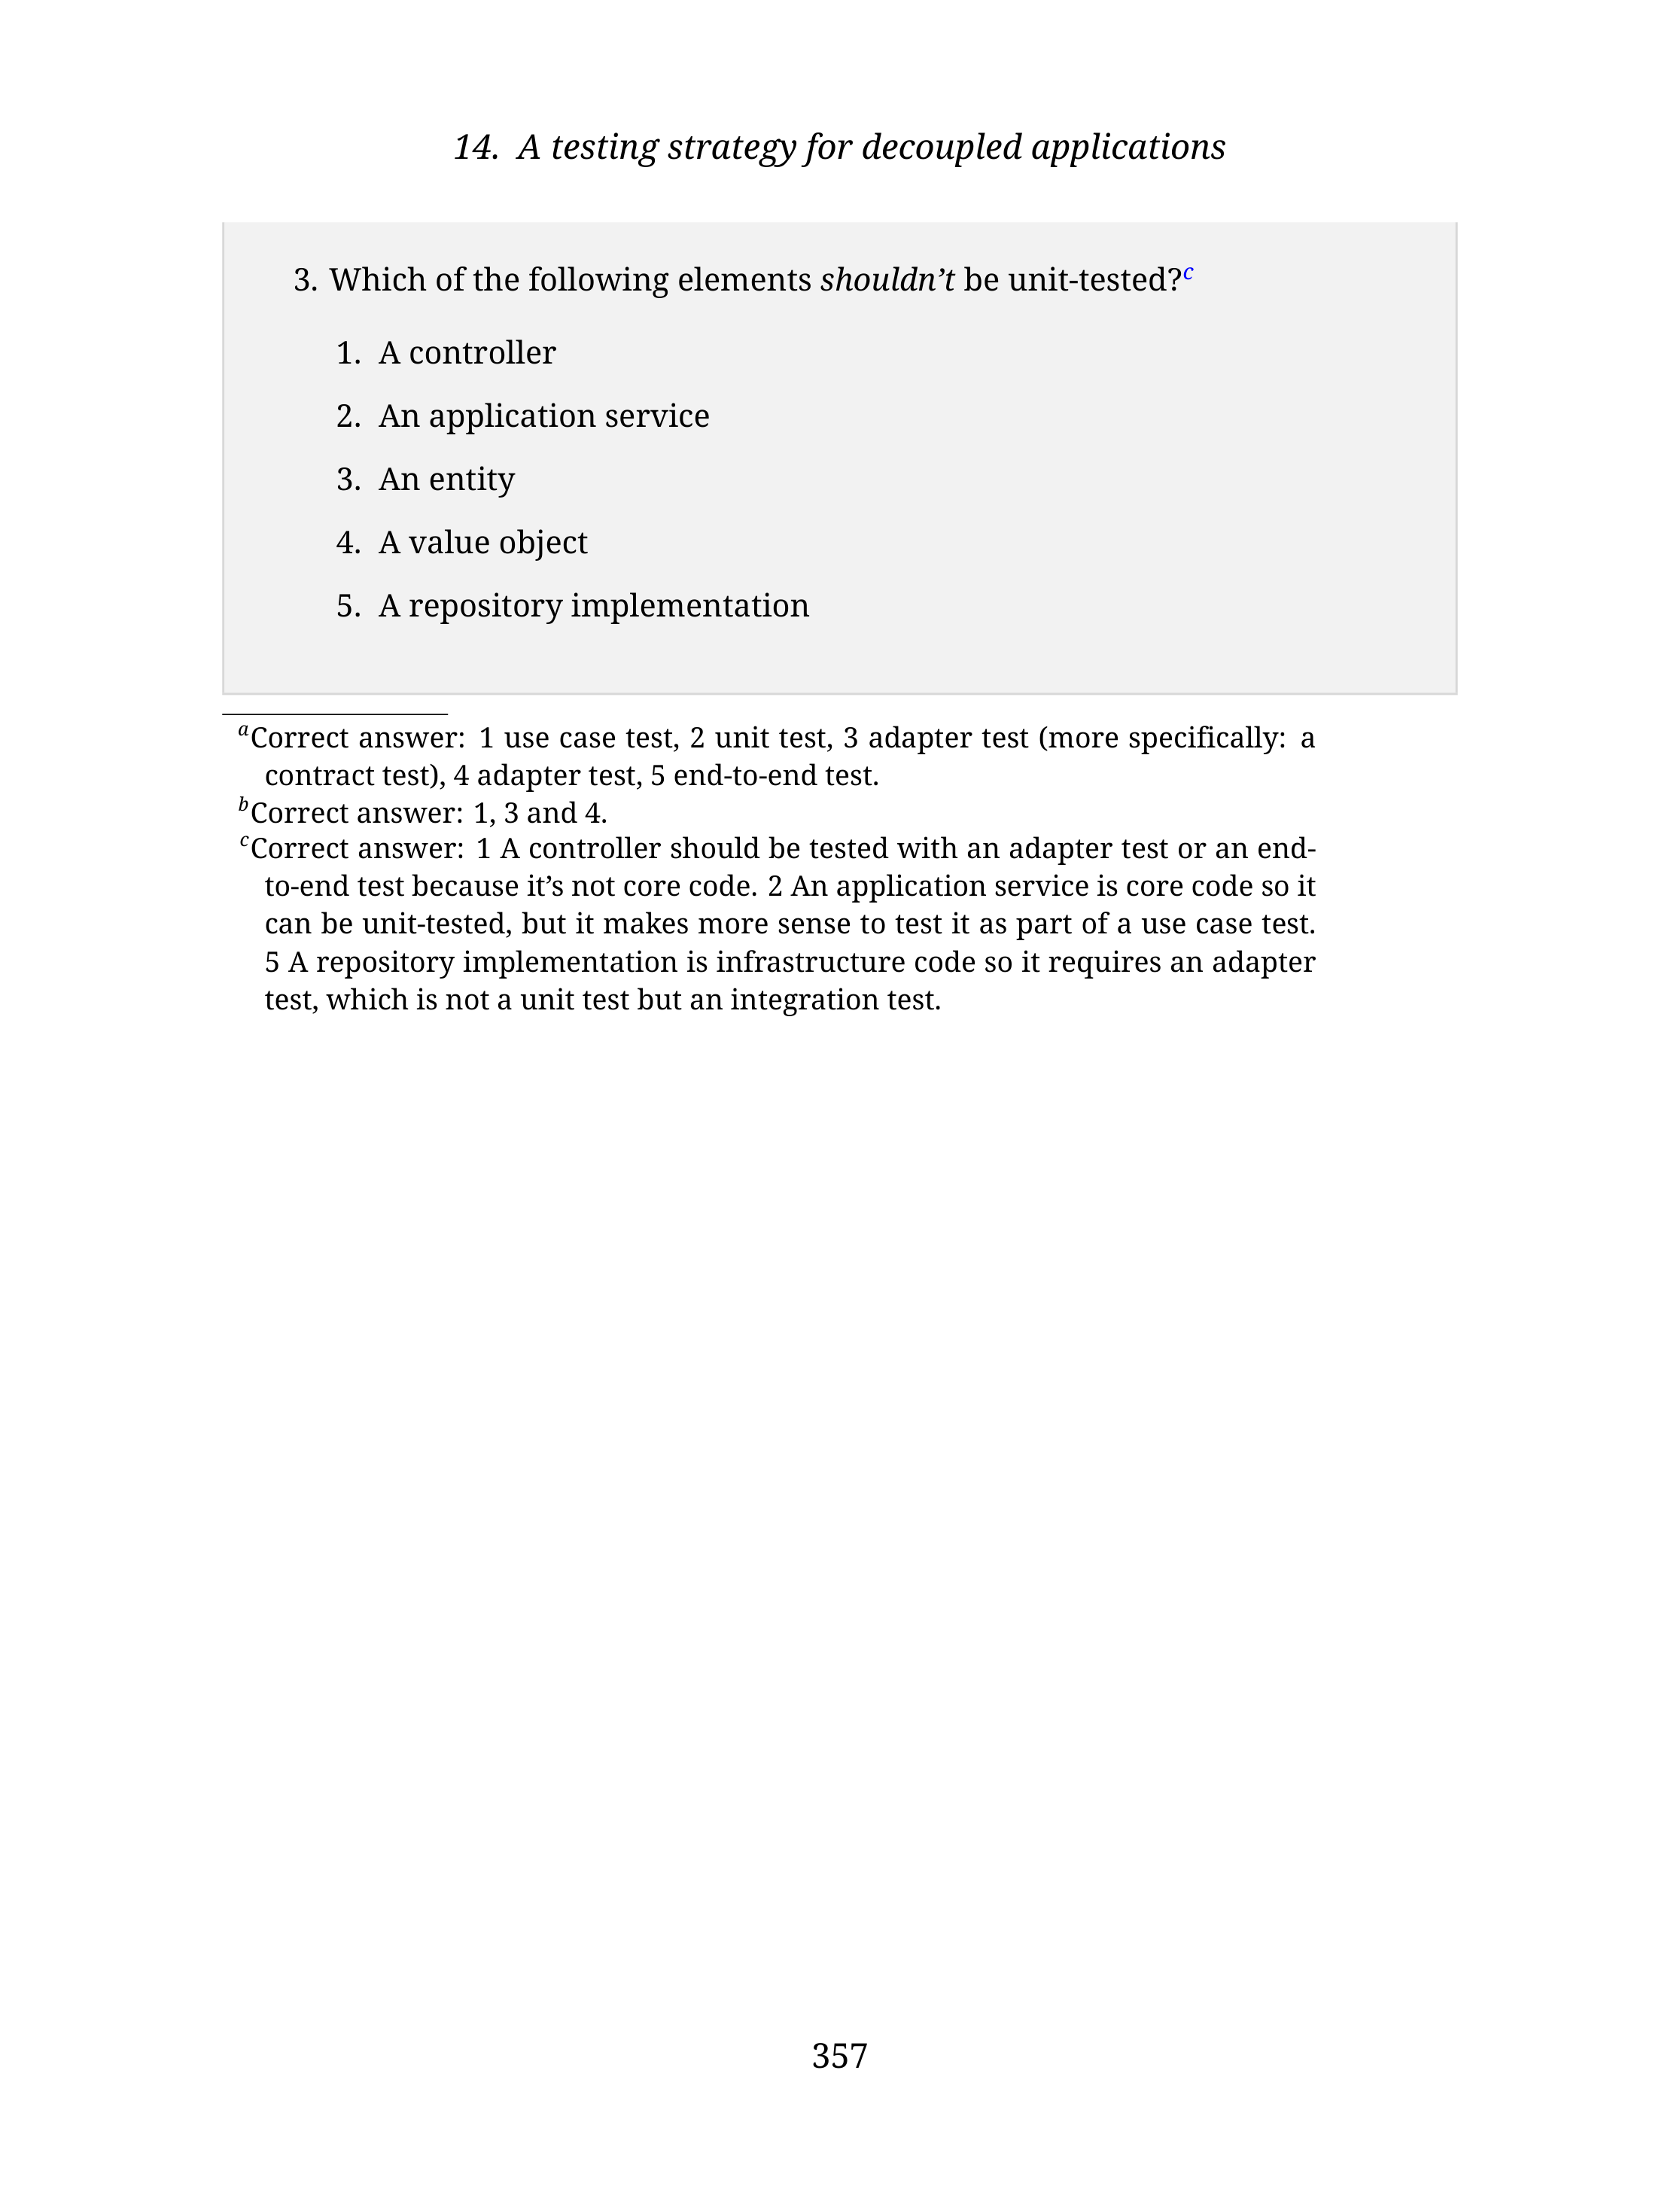 14. A testing strategy for decoupled applications
3. Which of the following elements shouldn’t be unit-tested?c
1. A controller
2. An application service
3. An entity
4. A value object
5. A repository implementation
aCorrect answer: 1 use case test, 2 unit test, 3 adapter test (more specifically: a
contract test), 4 adapter test, 5 end-to-end test.
bCorrect answer: 1, 3 and 4.
cCorrect answer: 1 A controller should be tested with an adapter test or an end-
to-end test because it’s not core code. 2 An application service is core code so it
can be unit-tested, but it makes more sense to test it as part of a use case test.
5 A repository implementation is infrastructure code so it requires an adapter
test, which is not a unit test but an integration test.
357